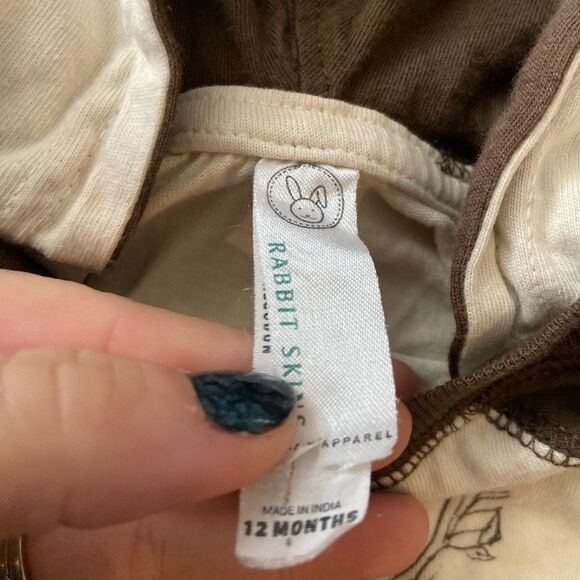 RABBIT SKINS
APPAREL
MADE IN INDIA
12 MONTHS